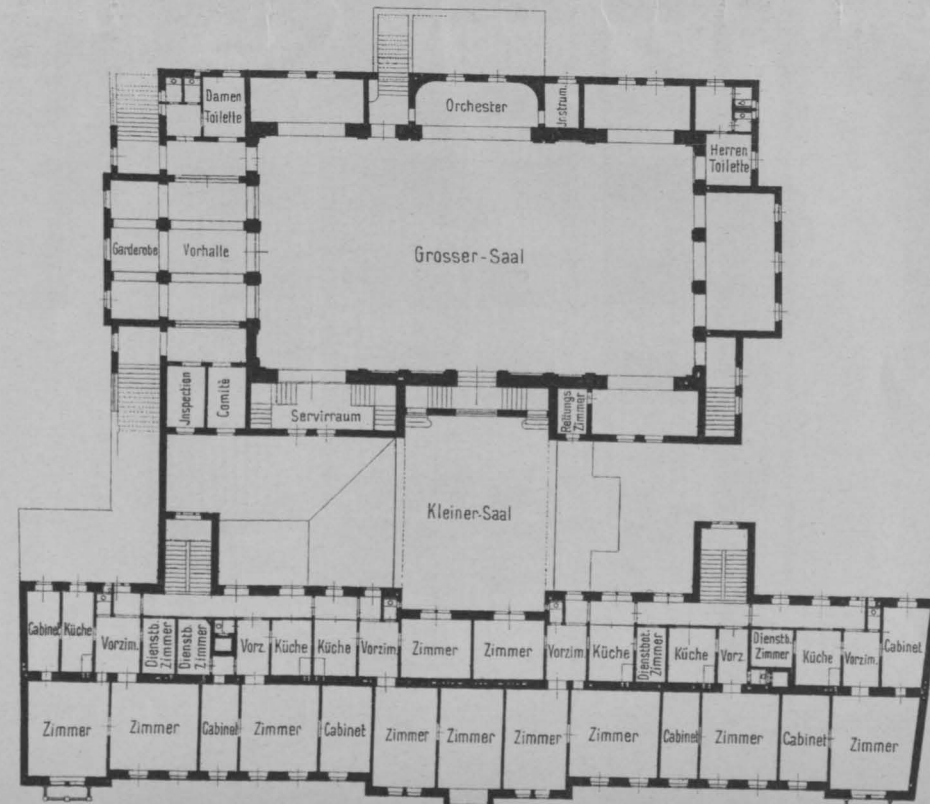 Damen
Toilette
Orchester
Instrum.
Herren
Toilette
Garderobe
Vorhalle
Grosser-Saal
Inspection
Comité
Servirraum
Rettungs
Zimmer
Kleiner-Saal
Cabinet
Küche
Vorzim.
Dienstb.
Zimmer
Dienstb.
Zimmer
Vorz.
Küche
Küche
Vorzim.
Zimmer
Zimmer
Vorzim.
Küche
Dienstbot.
Zimmer
Küche
Vorz.
Dienstb.
Zimmer
Küche
Vorzim.
Cabinet
Zimmer
Zimmer
Cabinet
Zimmer
Cabinet
Zimmer
Zimmer
Zimmer
Zimmer
Cabinet
Zimmer
Cabinet
Zimmer